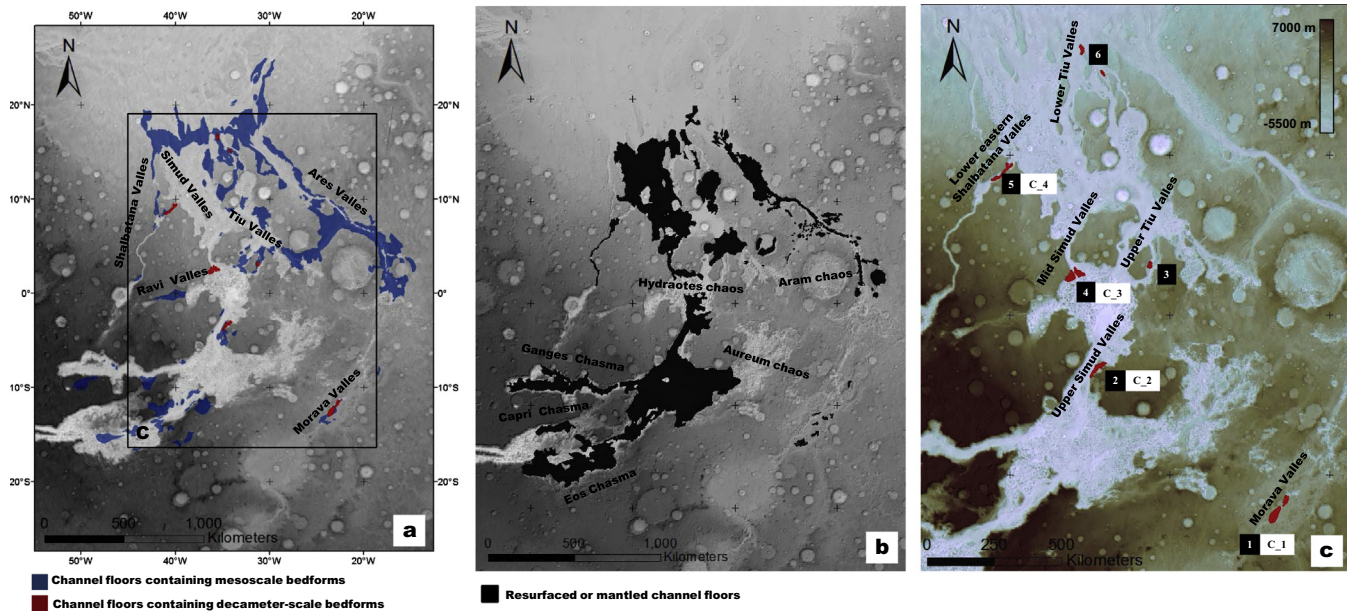 50°W 40°W 30°W 20°W
N
20°N
10°N
0°
10°S
20°S
Shalbatana Valles
Simud Valles
Tiu Valles
Ares Valles
Ravi Valles
Morava Valles
C
0 500 1,000
Kilometers
a
50°W 40°W 30°W 20°W
Channel floors containing mesoscale bedforms
Channel floors containing decameter-scale bedforms
N
Hydraotes chaos
Aram chaos
Ganges Chasma
Aureum chaos
Capri Chasma
Eos Chasma
0 500 1,000
Kilometers
b
Resurfaced or mantled channel floors
N
7000 m
-5500 m
Lower Tiu Valles
6
Lower eastern
Shalbatana Valles
5 C_4
Mid Simud Valles
Upper Tiu Valles
3
4 C_3
Upper Simud Valles
2 C_2
Morava Valles
1 C_1
0 250 500
Kilometers
c